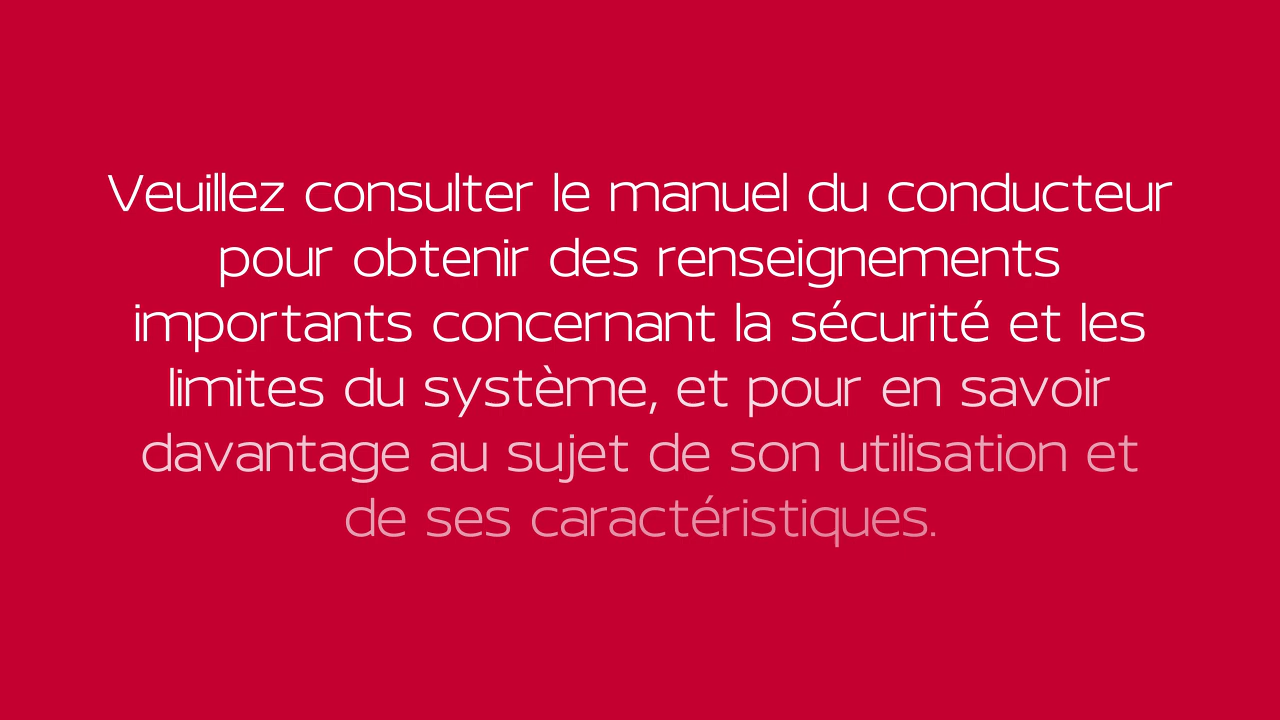 Veuillez consulter le manuel du conducteur
pour obtenir des renseignements
importants concernant la sécurité et les
limites du système, et pour en savoir
davantage au sujet de son utilisation et
de ses caractéristiques.